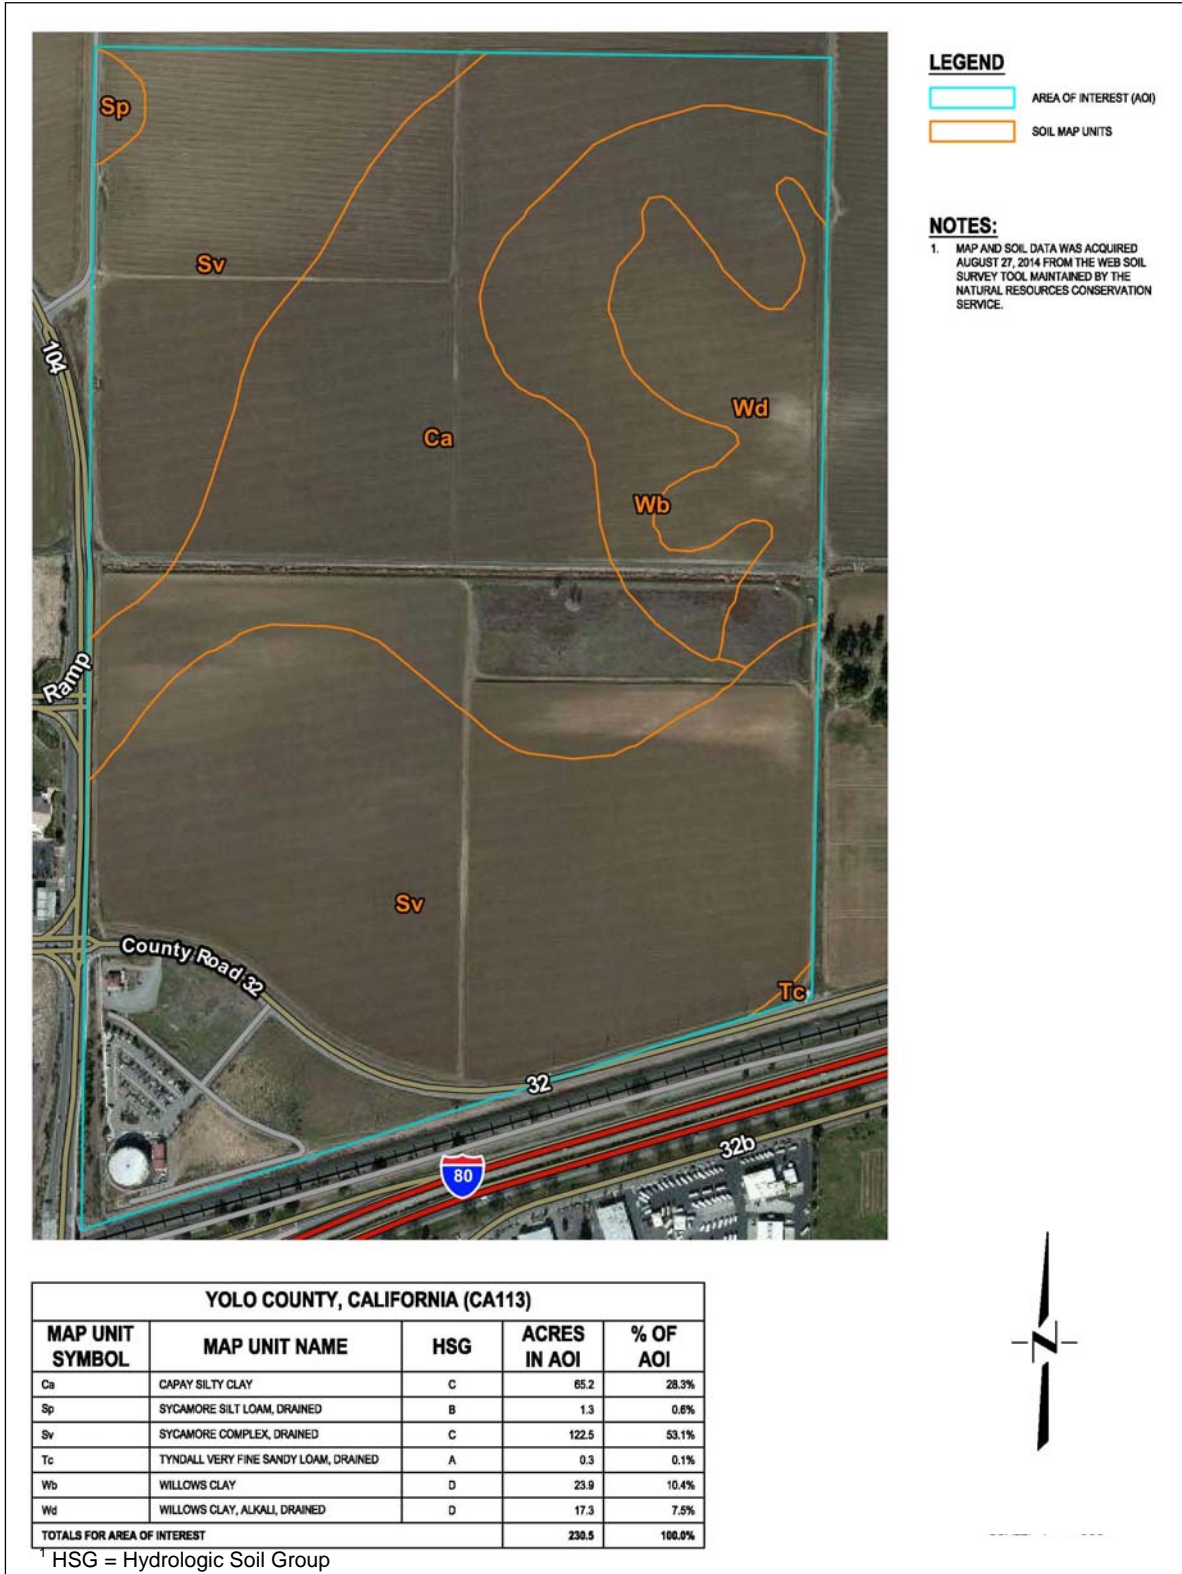 LEGEND
AREA OF INTEREST (AOI)
SOIL MAP UNITS
NOTES:
1. MAP AND SOIL DATA WAS ACQUIRED
AUGUST 27, 2014 FROM THE WEB SOIL
SURVEY TOOL MAINTAINED BY THE
NATURAL RESOURCES CONSERVATION
SERVICE.
Sp
Sv
104
Wd
Ca
Wb
Ramp
Sv
County Road 32
Tc
32
32b
80
N
YOLO COUNTY, CALIFORNIA (CA113)
MAP UNIT SYMBOL MAP UNIT NAME HSG ACRES IN AOI % OF AOI
Ca CAPAY SILTY CLAY C 65.2 28.3%
Sp SYCAMORE SILT LOAM, DRAINED B 1.3 0.6%
Sv SYCAMORE COMPLEX, DRAINED C 122.5 53.1%
Tc TYNDALL VERY FINE SANDY LOAM, DRAINED A 0.3 0.1%
Wb WILLOWS CLAY D 23.9 10.4%
Wd WILLOWS CLAY, ALKALI, DRAINED D 17.3 7.5%
TOTALS FOR AREA OF INTEREST 230.5 100.0%
1 HSG = Hydrologic Soil Group